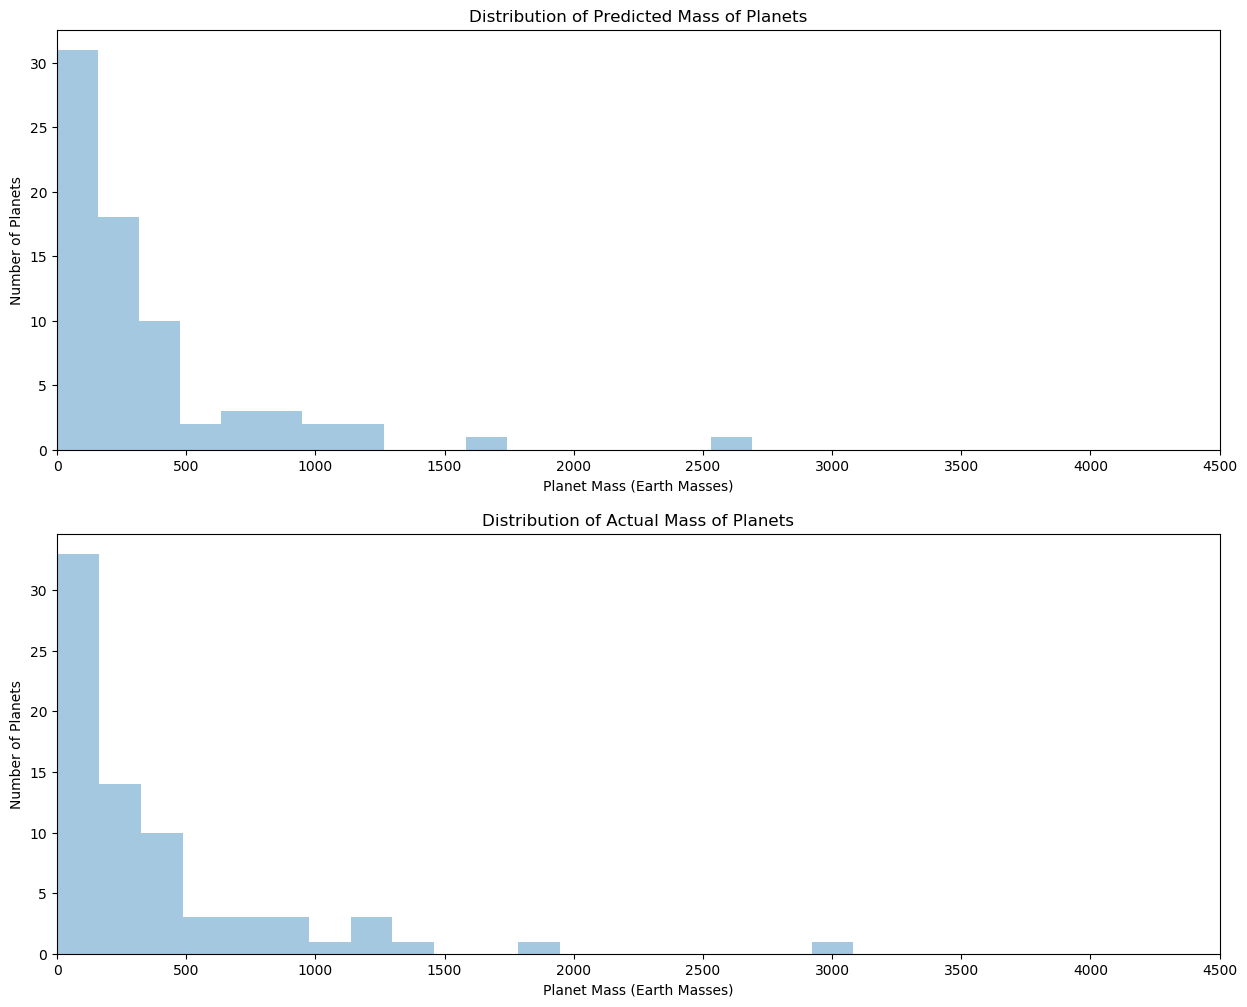 Distribution of Predicted Mass of Planets
30
25
20
15
10
5
0
Number of Planets
0 500 1000 1500 2000 2500 3000 3500 4000 4500
Planet Mass (Earth Masses)
Distribution of Actual Mass of Planets
30
25
20
15
10
5
0
Number of Planets
0 500 1000 1500 2000 2500 3000 3500 4000 4500
Planet Mass (Earth Masses)